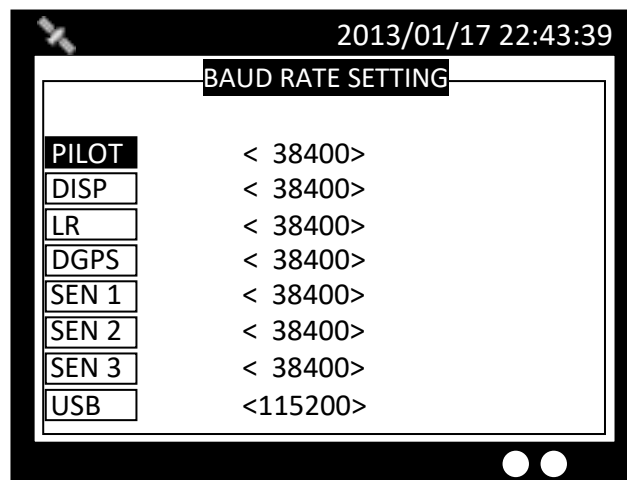 2013/01/17 22:43:39
BAUD RATE SETTING
PILOT < 38400>
DISP < 38400>
LR < 38400>
DGPS < 38400>
SEN 1 < 38400>
SEN 2 < 38400>
SEN 3 < 38400>
USB <115200>